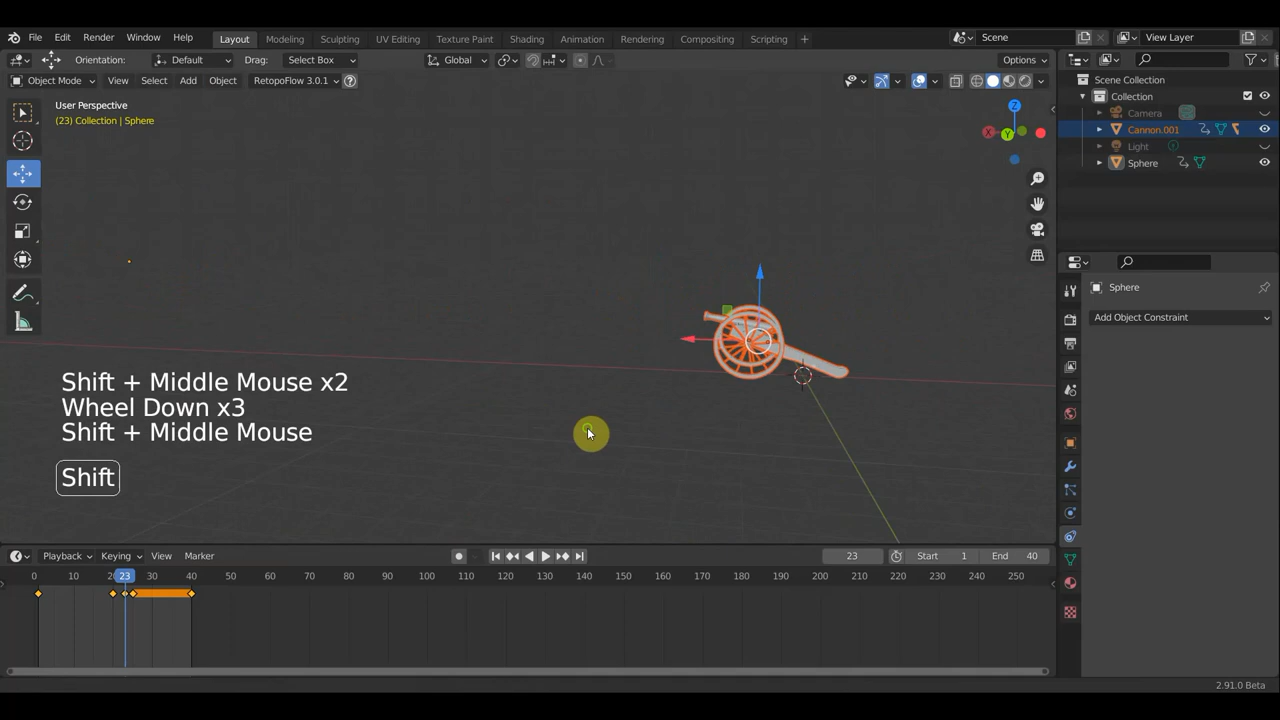 File Edit Render Window Help Layout Modeling Sculpting UV Editing Texture Paint Shading Animation Rendering Compositing Scripting + Scene View Layer
Orientation: Default Drag: Select Box Global Options
Object Mode View Select Add Object RetopoFlow 3.0.1
User Perspective
(23) Collection | Sphere
Z
X
Y
Scene Collection
Collection
Camera
Cannon.001
Light
Sphere
Sphere
Add Object Constraint
Shift + Middle Mouse x2
Wheel Down x3
Shift + Middle Mouse
Shift
Playback Keying View Marker 23 Start 1 End 40
0 10 20 23 30 40 50 60 70 80 90 100 110 120 130 140 150 160 170 180 190 200 210 220 230 240 250
2.91.0 Beta